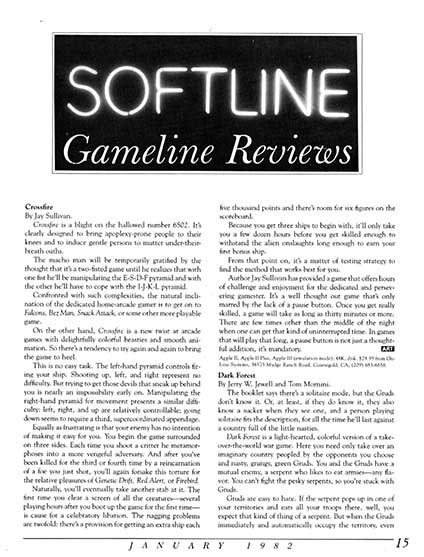 SOFTLINE
Gameline Reviews
Crossfire
By Jay Sullivan.
Crossfire is a blight on the hallowed number 6502. It's
clearly designed to bring apoplexy-prone people to their
knees and to induce gentle persons to mutter under-their-
breath oaths.
The macho man will be temporarily gratified by the
thought that it's a two-fisted game until he realizes that with
one fist he'll be manipulating the E-S-D-F pyramid and with
the other he'll have to cope with the I-J-K-L pyramid.
Confronted with such complexities, the natural incli-
nation of the dedicated home-arcade gamer is to get on to
Falcons, Bez Man, Snack Attack, or some other more playable
game.
On the other hand, Crossfire is a new twist at arcade
games with delightfully colorful beasties and smooth ani-
mation. So there's a tendency to try again and again to bring
the game to heel.
This is no easy task. The left-hand pyramid controls fir-
ing your ship. Shooting up, left, and right represent no
difficulty. But trying to get those devils that sneak up behind
you is nearly an impossibility early on. Manipulating the
right-hand pyramid for movement presents a similar diffi-
culty: left, right, and up are relatively controllable; going
down seems to require a third, supercoordinated appendage.
Equally as frustrating is that your enemy has no intention
of making it easy for you. You begin the game surrounded
on three sides. Each time you shoot a critter he metamor-
phoses into a more vengeful adversary. And after you've
been killed for the third or fourth time by a reincarnation
of a foe you just shot, you'll again forsake this torture for
the relative pleasures of Genetic Drift, Red Alert, or Firebird.
Naturally, you'll eventually take another stab at it. The
first time you clear a screen of all the creatures—several
playing hours after you boot up the game for the first time—
is cause for a celebratory libation. The nagging problems
are twofold: there's a provision for getting an extra ship each
five thousand points and there's room for six figures on the
scoreboard.
Because you get three ships to begin with, it'll only take
you a few dozen hours before you get skilled enough to
withstand the alien onslaughts long enough to earn your
first bonus ship.
From that point on, it's a matter of testing strategy to
find the method that works best for you.
Author Jay Sullivan has provided a game that offers hours
of challenge and enjoyment for the dedicated and persev-
ering gamester. It's a well thought out game that's only
marred by the lack of a pause button. Once you get really
skilled, a game will take as long as thirty minutes or more.
There are few times other than the middle of the night
when one can get that kind of uninterrupted time. In games
that will play that long, a pause button is not just a thought-
ful addition, it's mandatory. ART
Apple II, Apple II Plus, Apple III (emulation mode), 48K, disk. $29.95 from On-
Line Systems, 36575 Mudge Ranch Road, Coarsegold, CA; (209) 683-6858.
Dark Forest
By Jerry W. Jewell and Tom Mornini.
The booklet says there's a solitaire mode, but the Gruds
don't know it. Or, at least, if they do know it, they also
know a sucker when they see one, and a person playing
solitaire fits the description, for all the time he'll last against
a country full of the little nasties.
Dark Forest is a light-hearted, colorful version of a take-
over-the-world war game. Here you need only take over an
imaginary country peopled by the opponents you choose
and nasty, grungy, green Gruds. You and the Gruds have a
mutual enemy, a serpent who likes to eat armies—any fla-
vor. You can't fight the pesky serpents, so you're stuck with
Gruds.
Gruds are easy to hate. If the serpent pops up in one of
your territories and eats all your troops there, well, you
expect that kind of thing of a serpent. But when the Gruds
immediately and automatically occupy the territory, even
JANUARY 1982
15